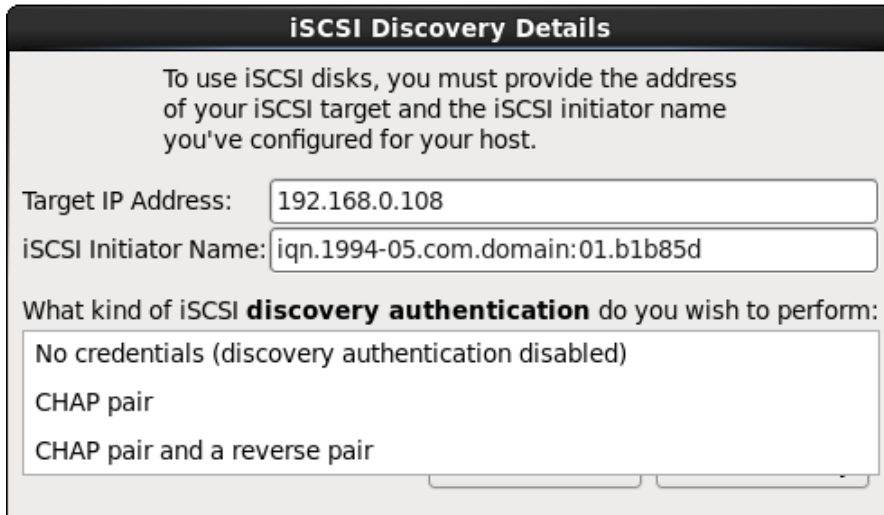 iSCSI Discovery Details
To use iSCSI disks, you must provide the address
of your iSCSI target and the iSCSI initiator name
you've configured for your host.
Target IP Address: 192.168.0.108
iSCSI Initiator Name: iqn.1994-05.com.domain:01.b1b85d
What kind of iSCSI discovery authentication do you wish to perform:
No credentials (discovery authentication disabled)
CHAP pair
CHAP pair and a reverse pair